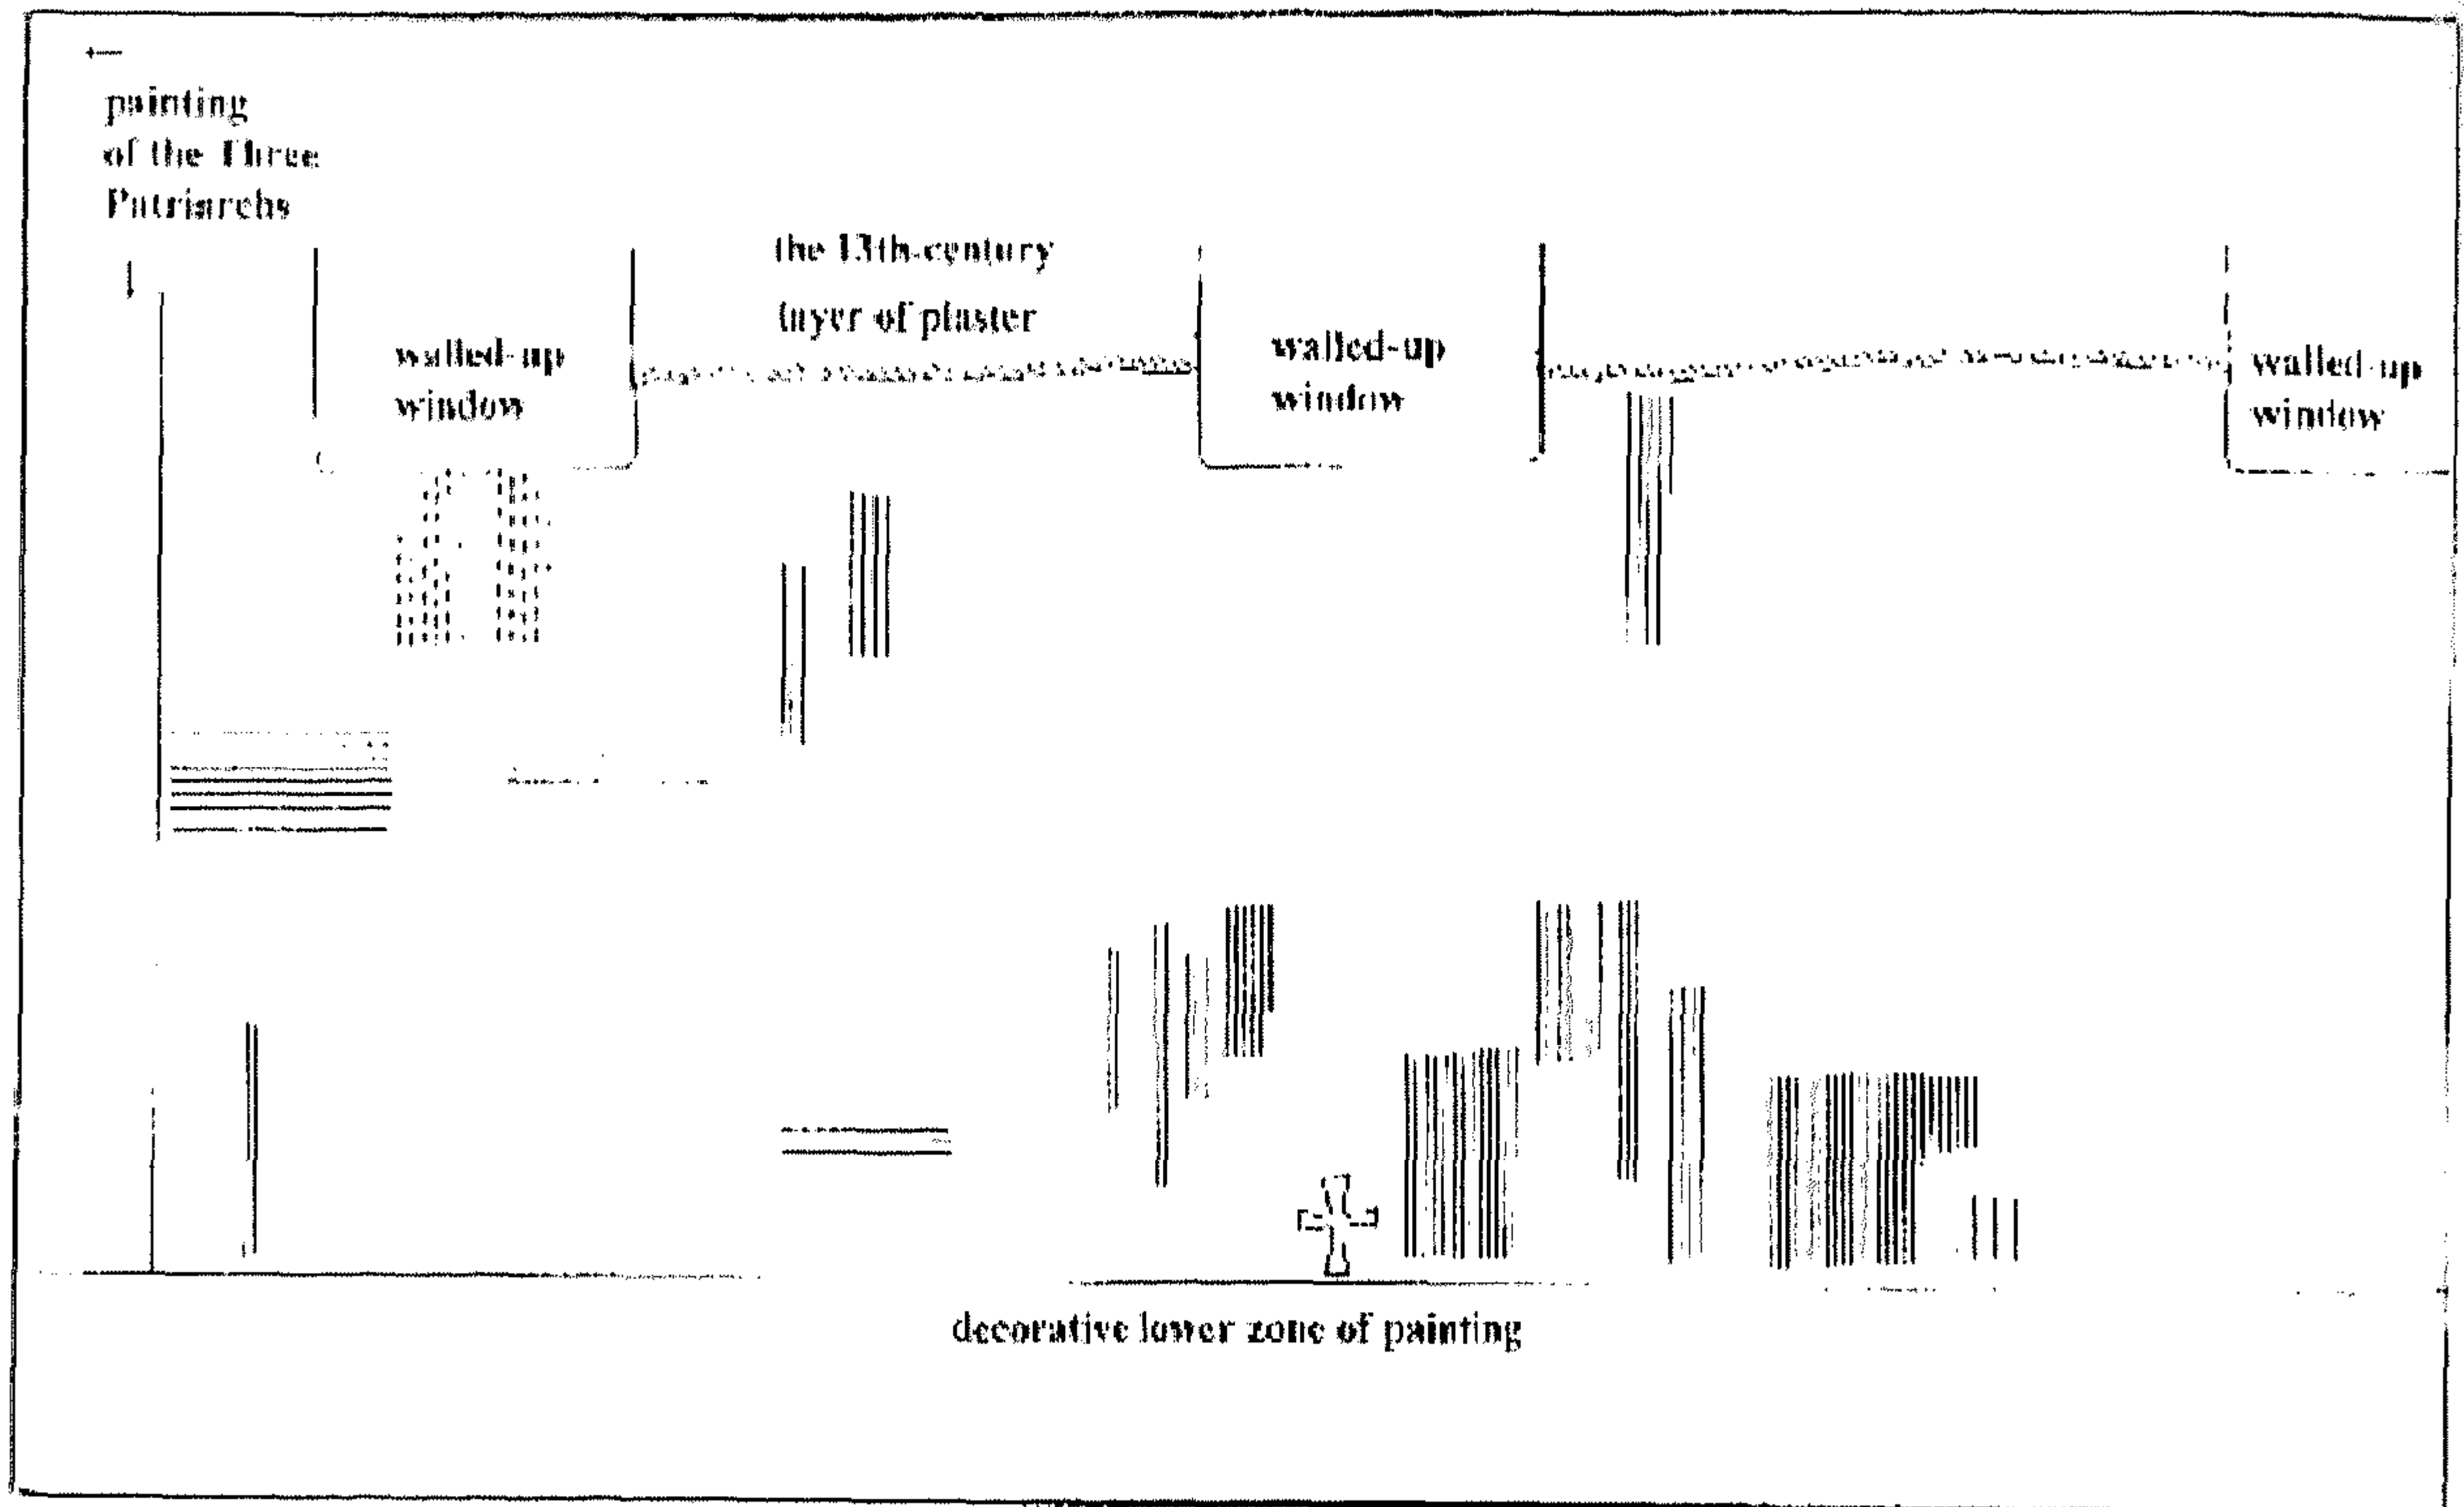 painting
of the Three
Patriarchs
the 13th-century
layer of plaster
walled-up
window
walled-up
window
walled-up
window
decorative lower zone of painting